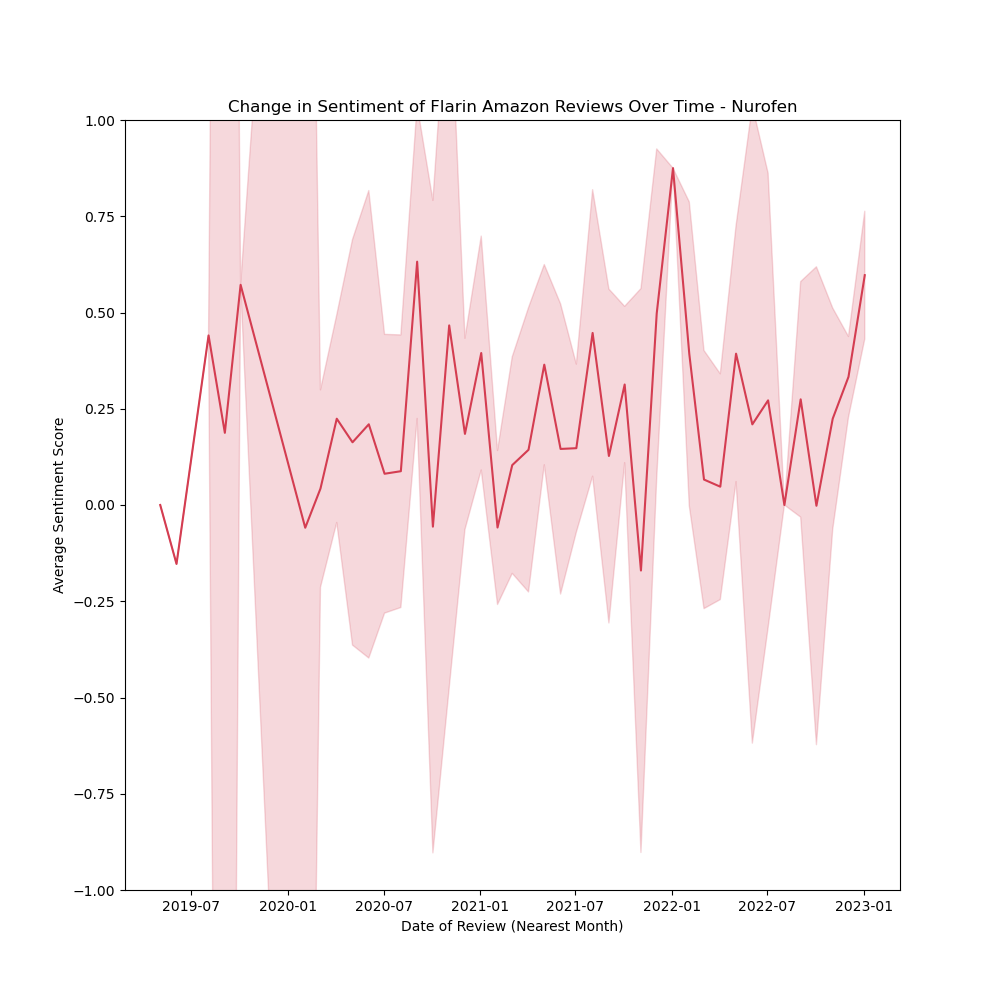 Change in Sentiment of Flarin Amazon Reviews Over Time - Nurofen
1.00
0.75
0.50
0.25
0.00
−0.25
−0.50
−0.75
−1.00
Average Sentiment Score
2019-07 2020-01 2020-07 2021-01 2021-07 2022-01 2022-07 2023-01
Date of Review (Nearest Month)